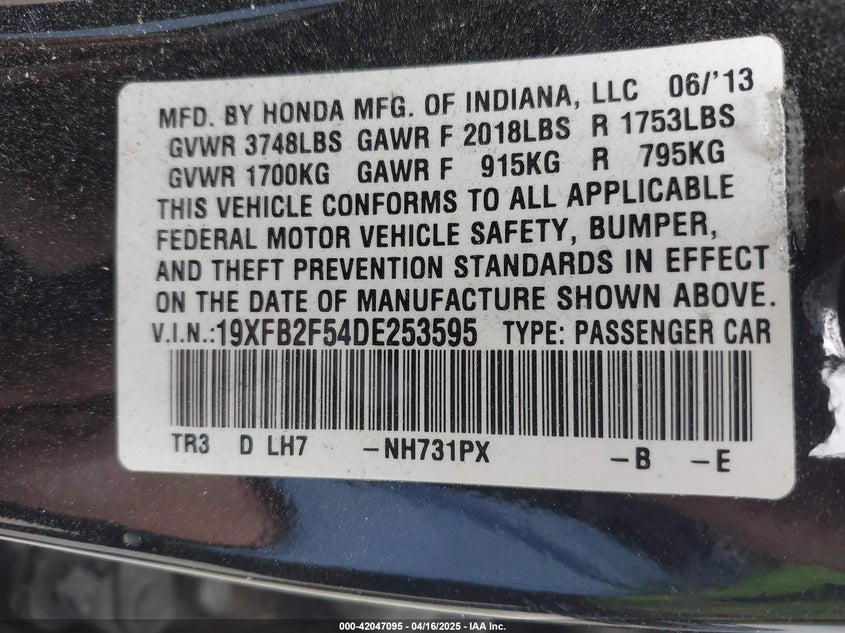 MFD. BY HONDA MFG. OF INDIANA, LLC 06/'13
GVWR 3748LBS GAWR F 2018LBS R 1753LBS
GVWR 1700KG GAWR F 915KG R 795KG
THIS VEHICLE CONFORMS TO ALL APPLICABLE
FEDERAL MOTOR VEHICLE SAFETY, BUMPER,
AND THEFT PREVENTION STANDARDS IN EFFECT
ON THE DATE OF MANUFACTURE SHOWN ABOVE.
V.I.N.:19XFB2F54DE253595 TYPE: PASSENGER CAR
TR3 D LH7 –NH731PX –B –E
000-42047095 - 04/16/2025 - IAA Inc.